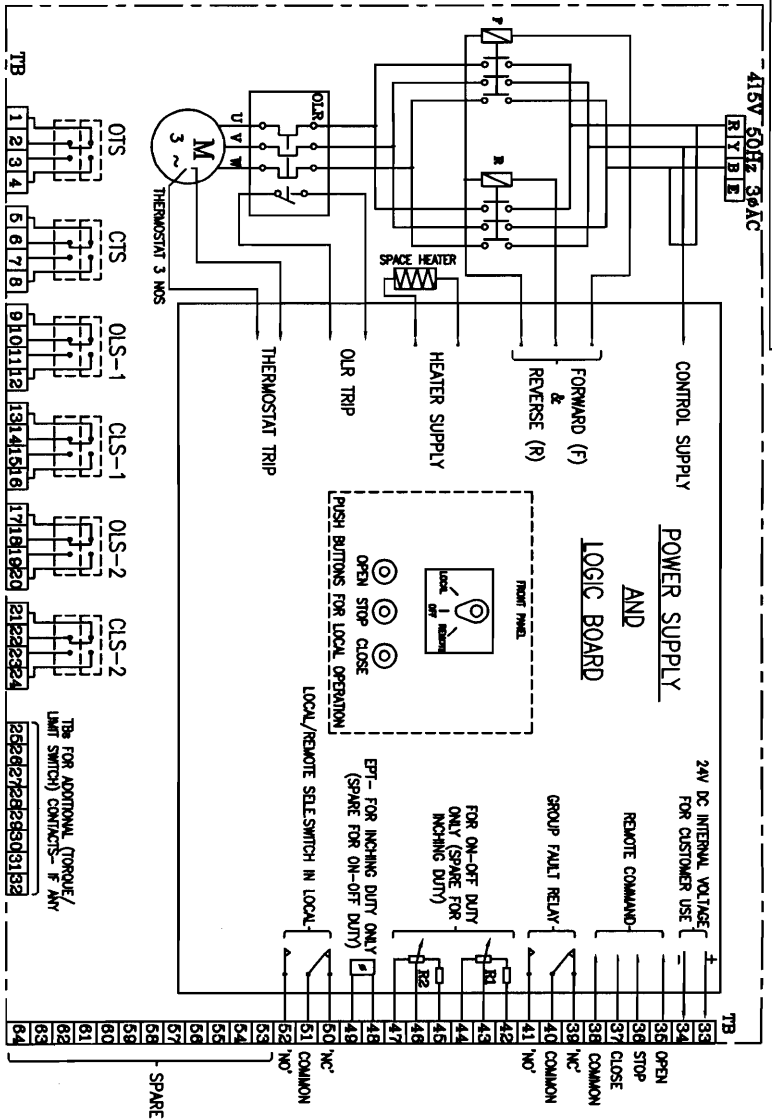 415V 50Hz 3øAC
R Y B E
F
R
OLR
U V W
M
3 ~
THERMOSTAT 3 NOS
SPACE HEATER
CONTROL SUPPLY
FORWARD (F)
&
REVERSE (R)
HEATER SUPPLY
OLR TRIP
THERMOSTAT TRIP
POWER SUPPLY
AND
LOGIC BOARD
FRONT PANEL
LOCAL
OFF
REMOTE
OPEN STOP CLOSE
PUSH BUTTONS FOR LOCAL OPERATION
24V DC INTERNAL VOLTAGE
FOR CUSTOMER USE
+
-
REMOTE COMMAND
GROUP FAULT RELAY
FOR ON-OFF DUTY
ONLY (SPARE FOR
INCHING DUTY)
R1
R2
EPT- FOR INCHING DUTY ONLY
(SPARE FOR ON-OFF DUTY)
LOCAL/REMOTE SELE.SWITCH IN LOCAL
TB
33
34
35 OPEN
36 STOP
37 CLOSE
38 COMMON
39 'NC'
40 COMMON
41 'NO'
42
43
44
45
46
47
48
49
50 'NC'
51 COMMON
52 'NO'
53
54
55
56
57
58
59
60
61
62
63
64
SPARE
TB
OTS
1 2 3 4
CTS
5 6 7 8
OLS-1
9 10 11 12
CLS-1
13 14 15 16
OLS-2
17 18 19 20
CLS-2
21 22 23 24
TBs FOR ADDITIONAL (TORQUE/
LIMIT SWITCH) CONTACTS- IF ANY
25 26 27 28 29 30 31 32